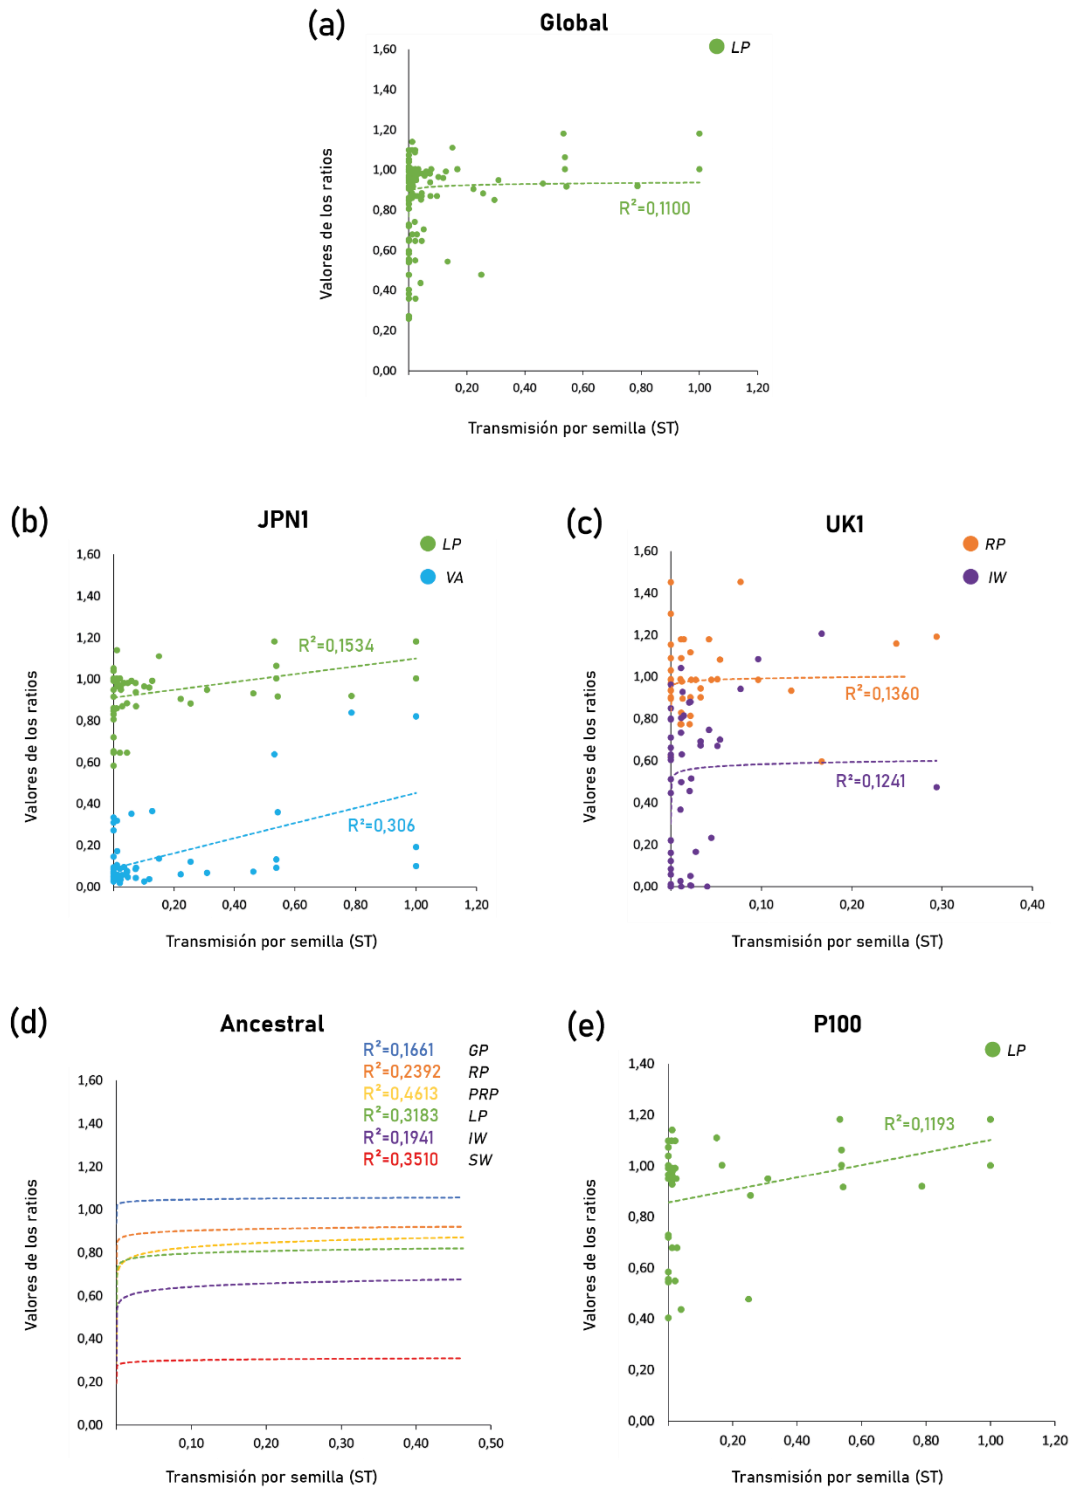 (a)
Global
LP
1,60
1,40
1,20
1,00
0,80
0,60
0,40
0,20
0,00
R²=0,1100
0,20
0,40
0,60
0,80
1,00
1,20
Valores de los ratios
Transmisión por semilla (ST)
(b)
JPN1
LP
VA
1,60
1,40
1,20
1,00
0,80
0,60
0,40
0,20
0,00
R²=0,1534
R²=0,306
0,20
0,40
0,60
0,80
1,00
1,20
Valores de los ratios
Transmisión por semilla (ST)
(c)
UK1
RP
IW
1,60
1,40
1,20
1,00
0,80
0,60
0,40
0,20
0,00
R²=0,1360
R²=0,1241
0,10
0,20
0,30
0,40
Valores de los ratios
Transmisión por semilla (ST)
(d)
Ancestral
R²=0,1661 GP
R²=0,2392 RP
R²=0,4613 PRP
R²=0,3183 LP
R²=0,1941 IW
R²=0,3510 SW
1,60
1,40
1,20
1,00
0,80
0,60
0,40
0,20
0,00
0,10
0,20
0,30
0,40
0,50
Valores de los ratios
Transmisión por semilla (ST)
(e)
P100
LP
1,40
1,20
1,00
0,80
0,60
0,40
0,20
0,00
R²=0,1193
0,20
0,40
0,60
0,80
1,00
1,20
Valores de los ratios
Transmisión por semilla (ST)